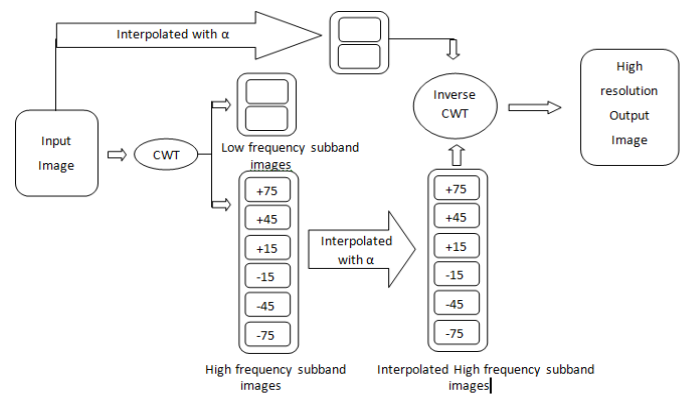 Interpolated with α
Input
Image
CWT
Low frequency subband
images
+75
+45
+15
-15
-45
-75
High frequency subband
images
Interpolated
with α
+75
+45
+15
-15
-45
-75
Interpolated High frequency subband
images
Inverse
CWT
High
resolution
Output
Image